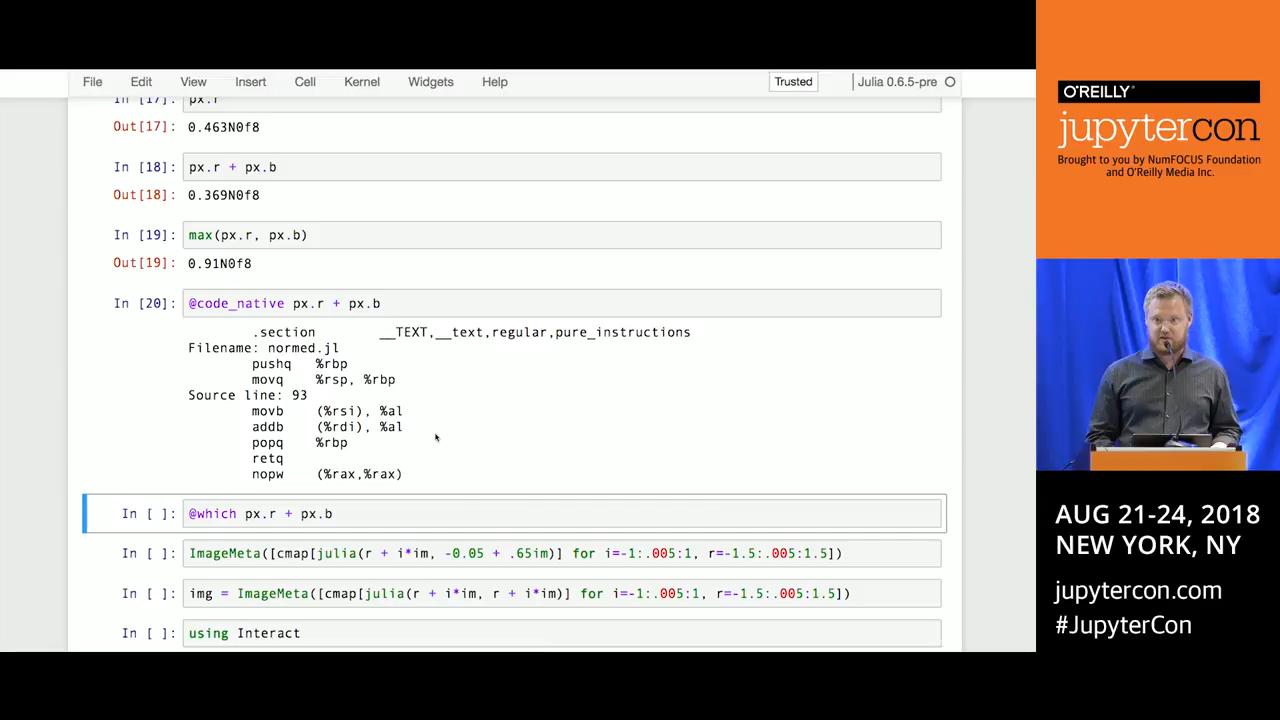 File Edit View Insert Cell Kernel Widgets Help Trusted Julia 0.6.5-pre
In [17]: px.r
Out[17]: 0.463N0f8
In [18]: px.r + px.b
Out[18]: 0.369N0f8
In [19]: max(px.r, px.b)
Out[19]: 0.91N0f8
In [20]: @code_native px.r + px.b
.section __TEXT,__text,regular,pure_instructions
Filename: normed.jl
pushq %rbp
movq %rsp, %rbp
Source line: 93
movb (%rsi), %al
addb (%rdi), %al
popq %rbp
retq
nopw (%rax,%rax)
In [ ]: @which px.r + px.b
In [ ]: ImageMeta([cmap[julia(r + i*im, -0.05 + .65im)] for i=-1:.005:1, r=-1.5:.005:1.5])
In [ ]: img = ImageMeta([cmap[julia(r + i*im, r + i*im)] for i=-1:.005:1, r=-1.5:.005:1.5])
In [ ]: using Interact
O'REILLY®
jupytercon
Brought to you by NumFOCUS Foundation
and O'Reilly Media Inc.
AUG 21-24, 2018
NEW YORK, NY
jupytercon.com
#JupyterCon